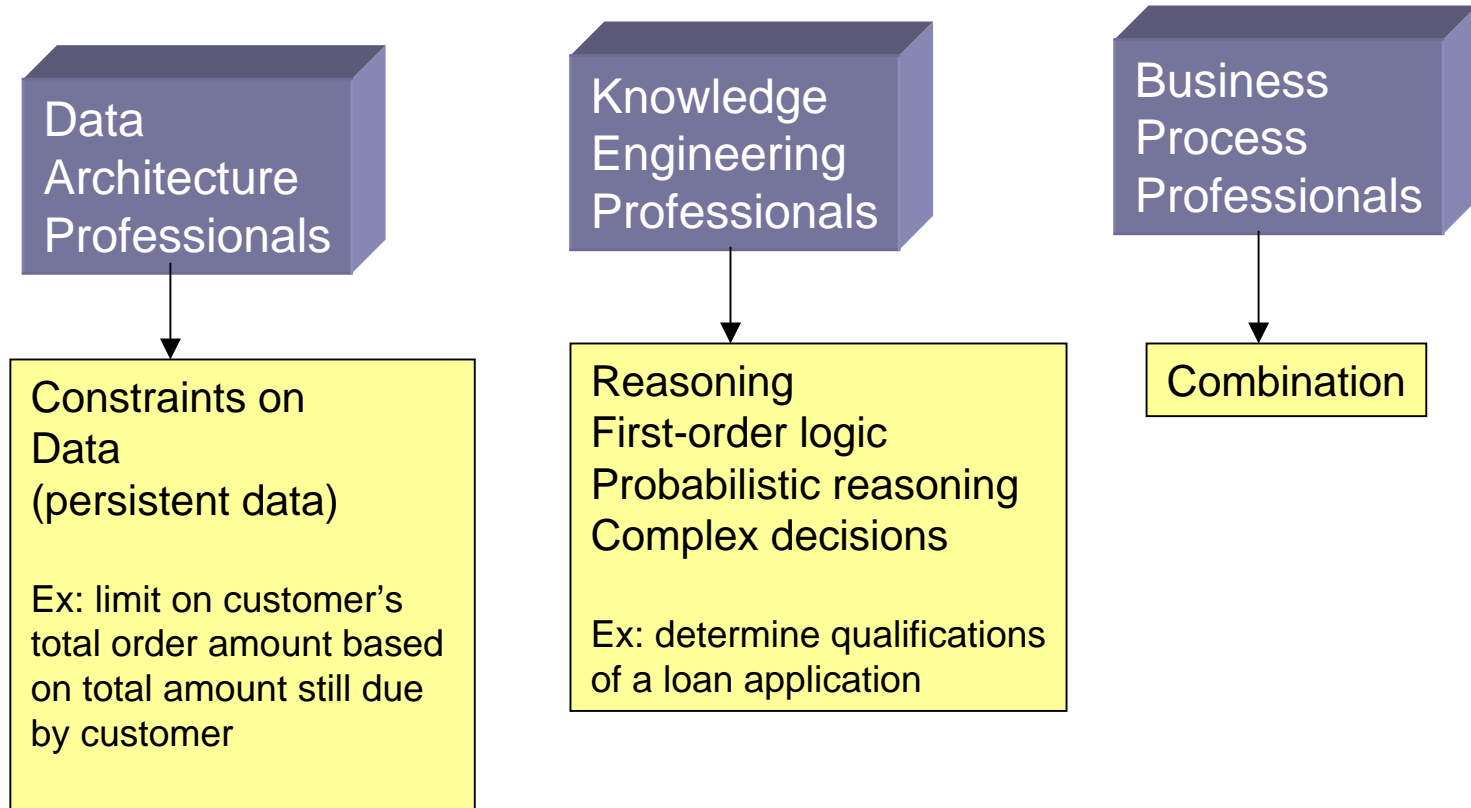 Data
Architecture
Professionals
Constraints on
Data
(persistent data)
Ex: limit on customer's
total order amount based
on total amount still due
by customer
Knowledge
Engineering
Professionals
Reasoning
First-order logic
Probabilistic reasoning
Complex decisions
Ex: determine qualifications
of a loan application
Business
Process
Professionals
Combination